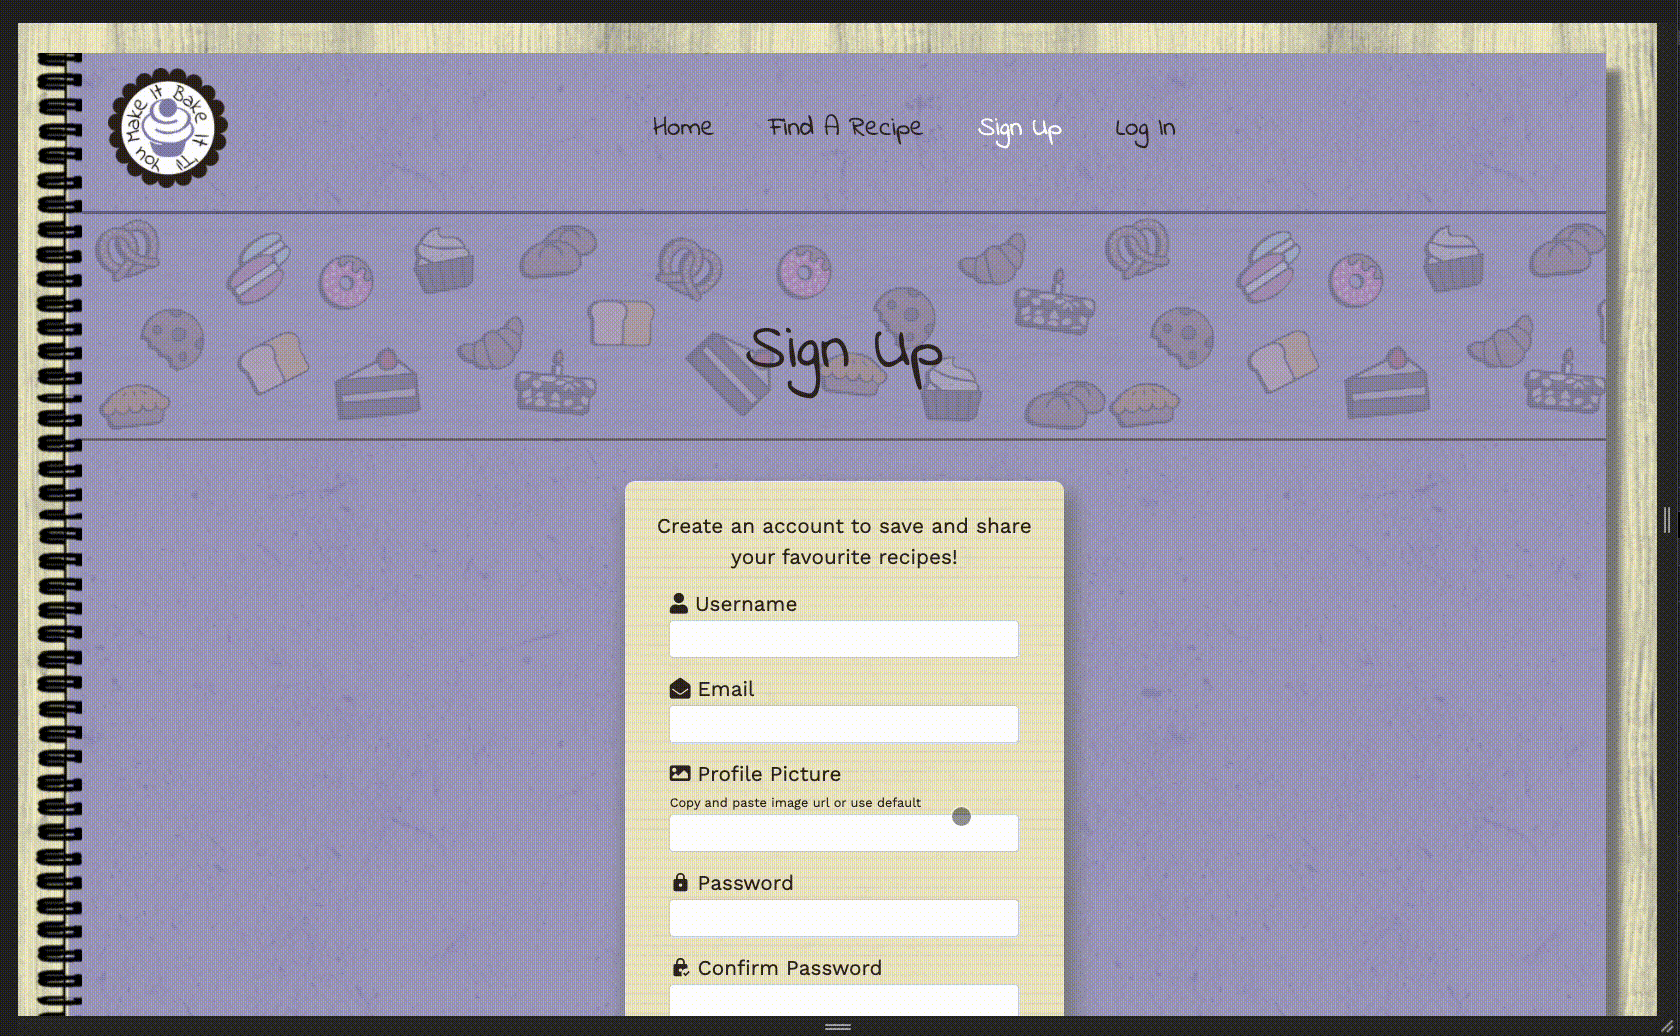 Make It Bake It Til You
Home
Find A Recipe
Sign Up
Log In
Sign Up
Create an account to save and share
your favourite recipes!
Username
Email
Profile Picture
Copy and paste image url or use default
Password
Confirm Password